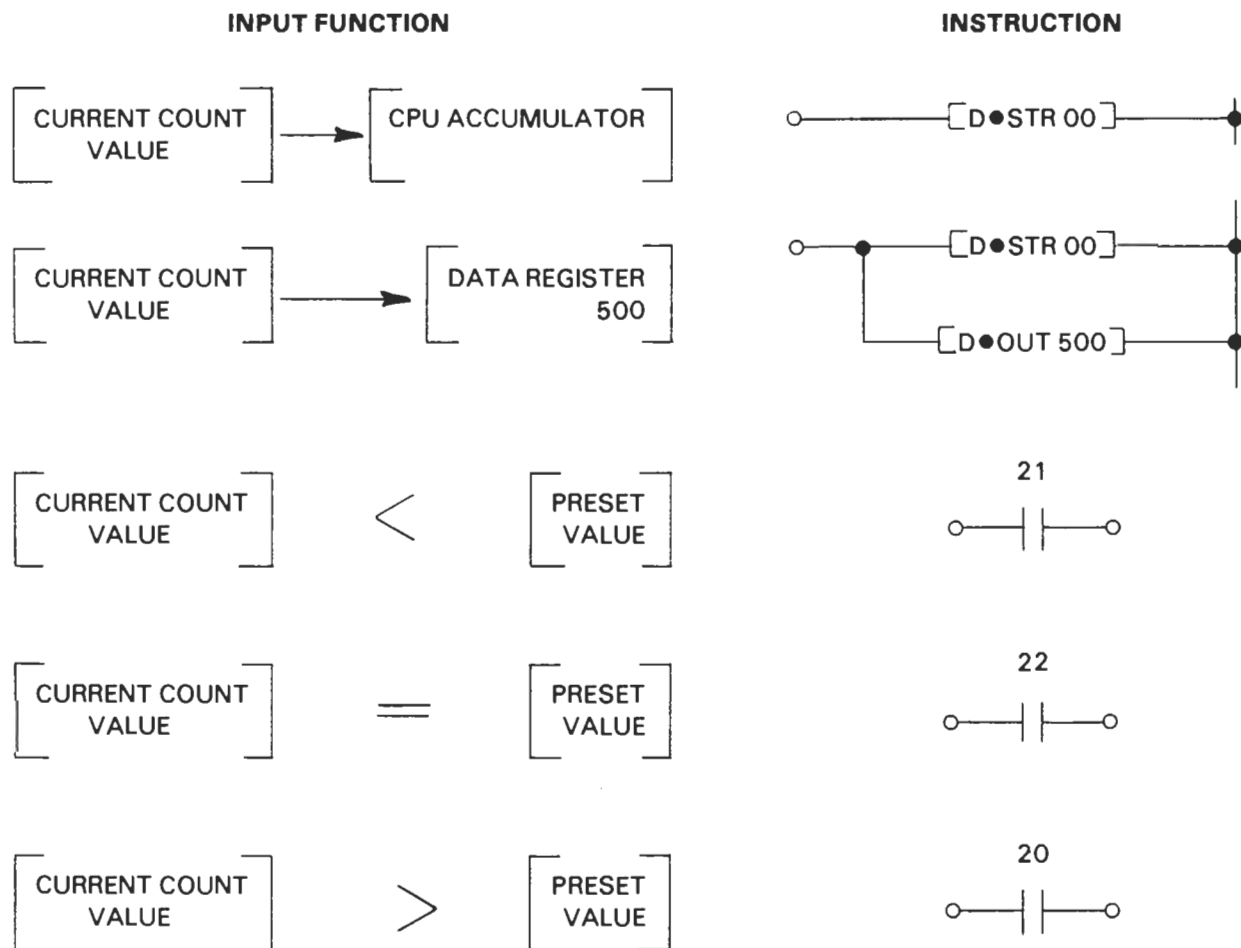 INPUT FUNCTION
INSTRUCTION
CURRENT COUNT
VALUE
CPU ACCUMULATOR
D●STR 00
CURRENT COUNT
VALUE
DATA REGISTER
500
D●STR 00
D●OUT 500
CURRENT COUNT
VALUE
<
PRESET
VALUE
21
CURRENT COUNT
VALUE
=
PRESET
VALUE
22
CURRENT COUNT
VALUE
>
PRESET
VALUE
20